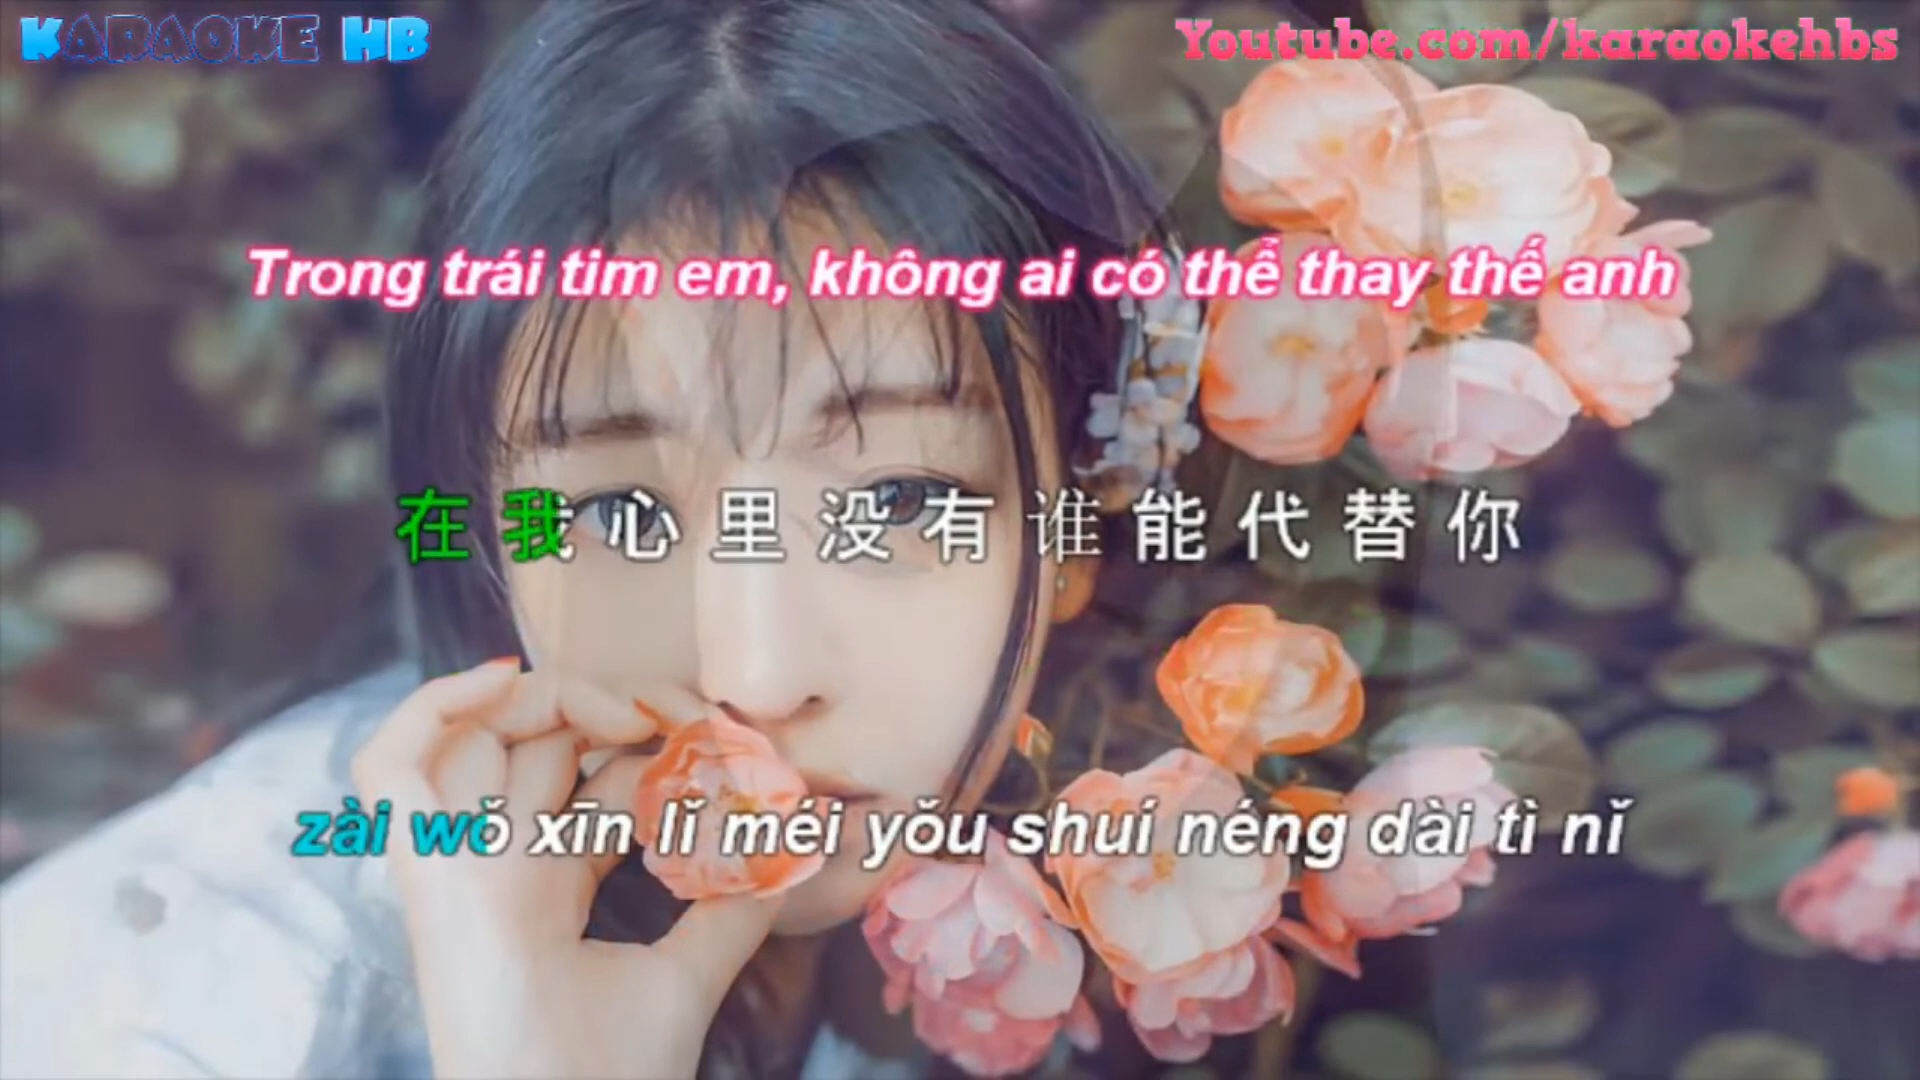 KARAOKE HB
Youtube.com/karaokehbs
Trong trái tim em, không ai có thể thay thế anh
在我心里没有谁能代替你
zài wǒ xīn lǐ méi yǒu shuí néng dài tì nǐ